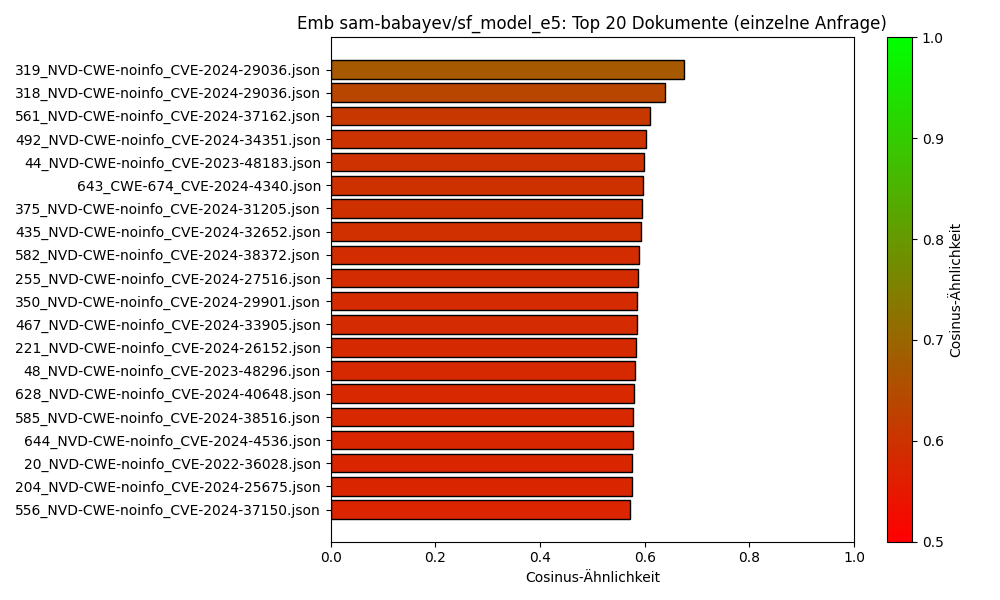 Emb sam-babayev/sf_model_e5: Top 20 Dokumente (einzelne Anfrage)
319_NVD-CWE-noinfo_CVE-2024-29036.json
318_NVD-CWE-noinfo_CVE-2024-29036.json
561_NVD-CWE-noinfo_CVE-2024-37162.json
492_NVD-CWE-noinfo_CVE-2024-34351.json
44_NVD-CWE-noinfo_CVE-2023-48183.json
643_CWE-674_CVE-2024-4340.json
375_NVD-CWE-noinfo_CVE-2024-31205.json
435_NVD-CWE-noinfo_CVE-2024-32652.json
582_NVD-CWE-noinfo_CVE-2024-38372.json
255_NVD-CWE-noinfo_CVE-2024-27516.json
350_NVD-CWE-noinfo_CVE-2024-29901.json
467_NVD-CWE-noinfo_CVE-2024-33905.json
221_NVD-CWE-noinfo_CVE-2024-26152.json
48_NVD-CWE-noinfo_CVE-2023-48296.json
628_NVD-CWE-noinfo_CVE-2024-40648.json
585_NVD-CWE-noinfo_CVE-2024-38516.json
644_NVD-CWE-noinfo_CVE-2024-4536.json
20_NVD-CWE-noinfo_CVE-2022-36028.json
204_NVD-CWE-noinfo_CVE-2024-25675.json
556_NVD-CWE-noinfo_CVE-2024-37150.json
0.0 0.2 0.4 0.6 0.8 1.0
Cosinus-Ähnlichkeit
1.0
0.9
0.8
0.7
0.6
0.5
Cosinus-Ähnlichkeit